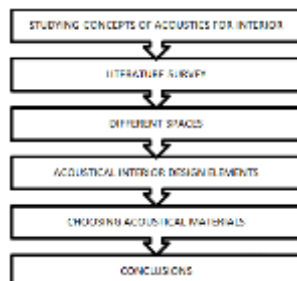 STUDYING CONCEPTS OF ACOUSTICS FOR INTERIOR
LITERATURE SURVEY
DIFFERENT SPACES
ACOUSTICAL INTERIOR DESIGN ELEMENTS
CHOOSING ACOUSTICAL MATERIALS
CONCLUSIONS